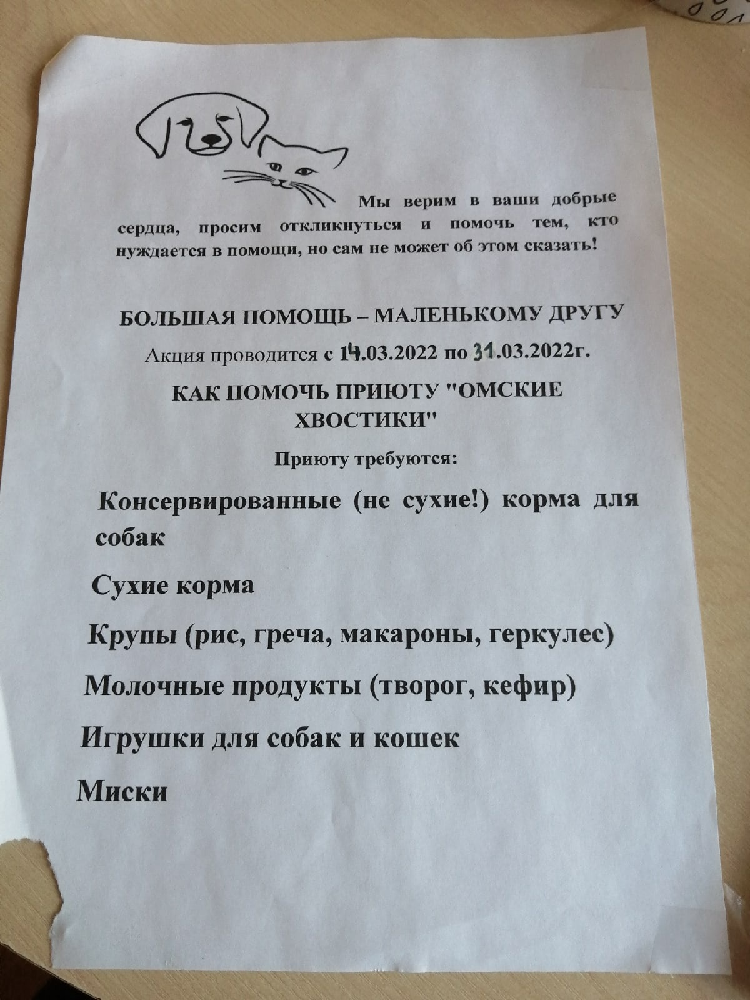 Мы верим в ваши добрые
сердца, просим откликнуться и помочь тем, кто
нуждается в помощи, но сам не может об этом сказать!
БОЛЬШАЯ ПОМОЩЬ – МАЛЕНЬКОМУ ДРУГУ
Акция проводится с 14.03.2022 по 31.03.2022г.
КАК ПОМОЧЬ ПРИЮТУ "ОМСКИЕ
ХВОСТИКИ"
Приюту требуются:
Консервированные (не сухие!) корма для
собак
Сухие корма
Крупы (рис, греча, макароны, геркулес)
Молочные продукты (творог, кефир)
Игрушки для собак и кошек
Миски